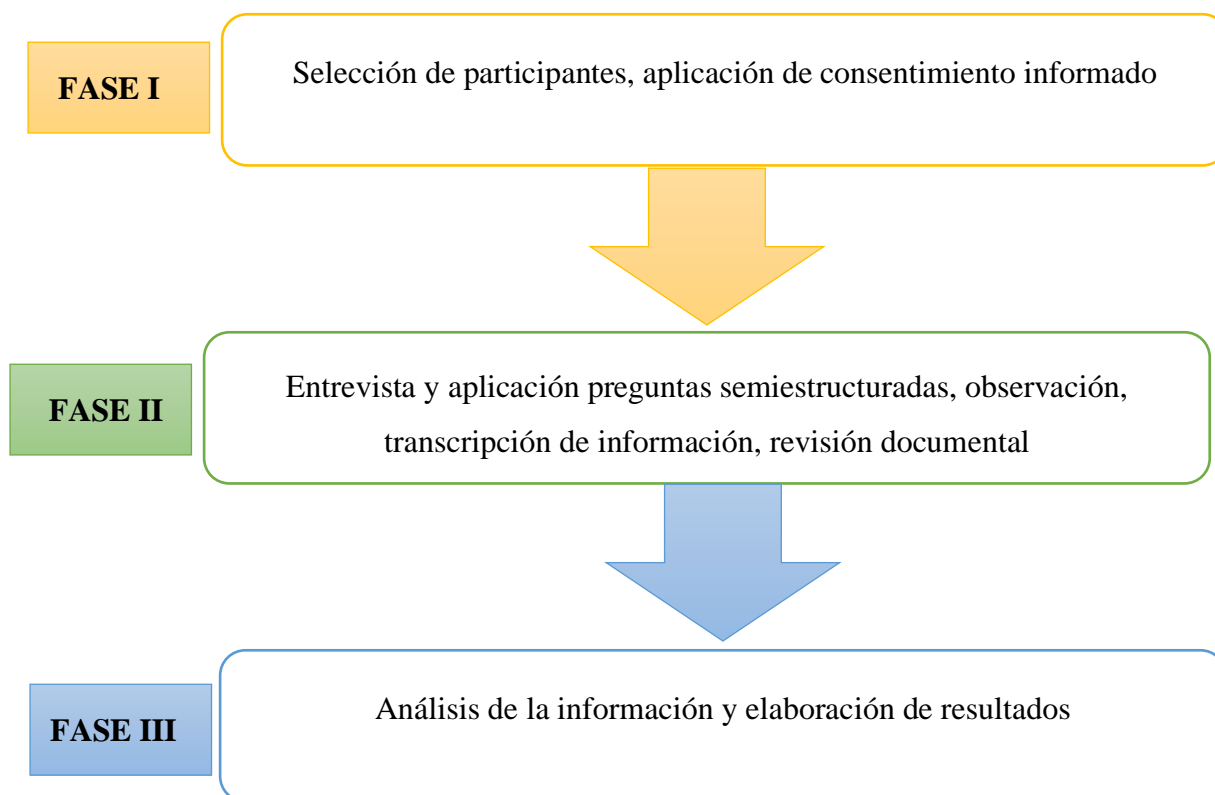 FASE I
Selección de participantes, aplicación de consentimiento informado
FASE II
Entrevista y aplicación preguntas semiestructuradas, observación,
transcripción de información, revisión documental
FASE III
Análisis de la información y elaboración de resultados